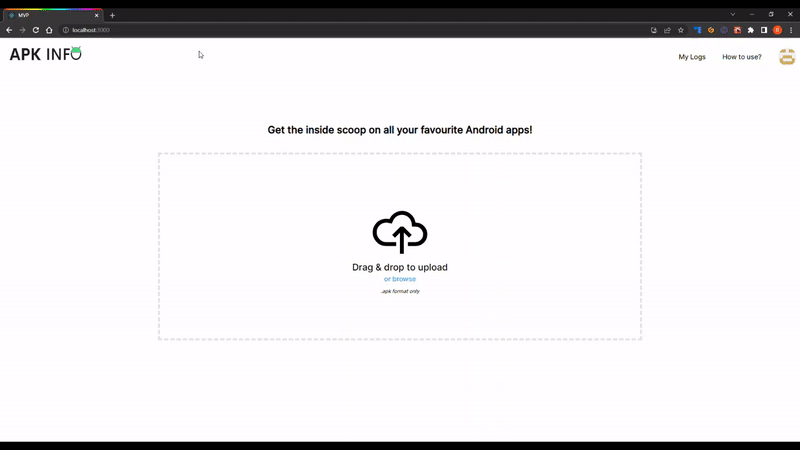 MVP
localhost:3000
APK INFO
My Logs
How to use?
Get the inside scoop on all your favourite Android apps!
Drag & drop to upload
or browse
.apk format only